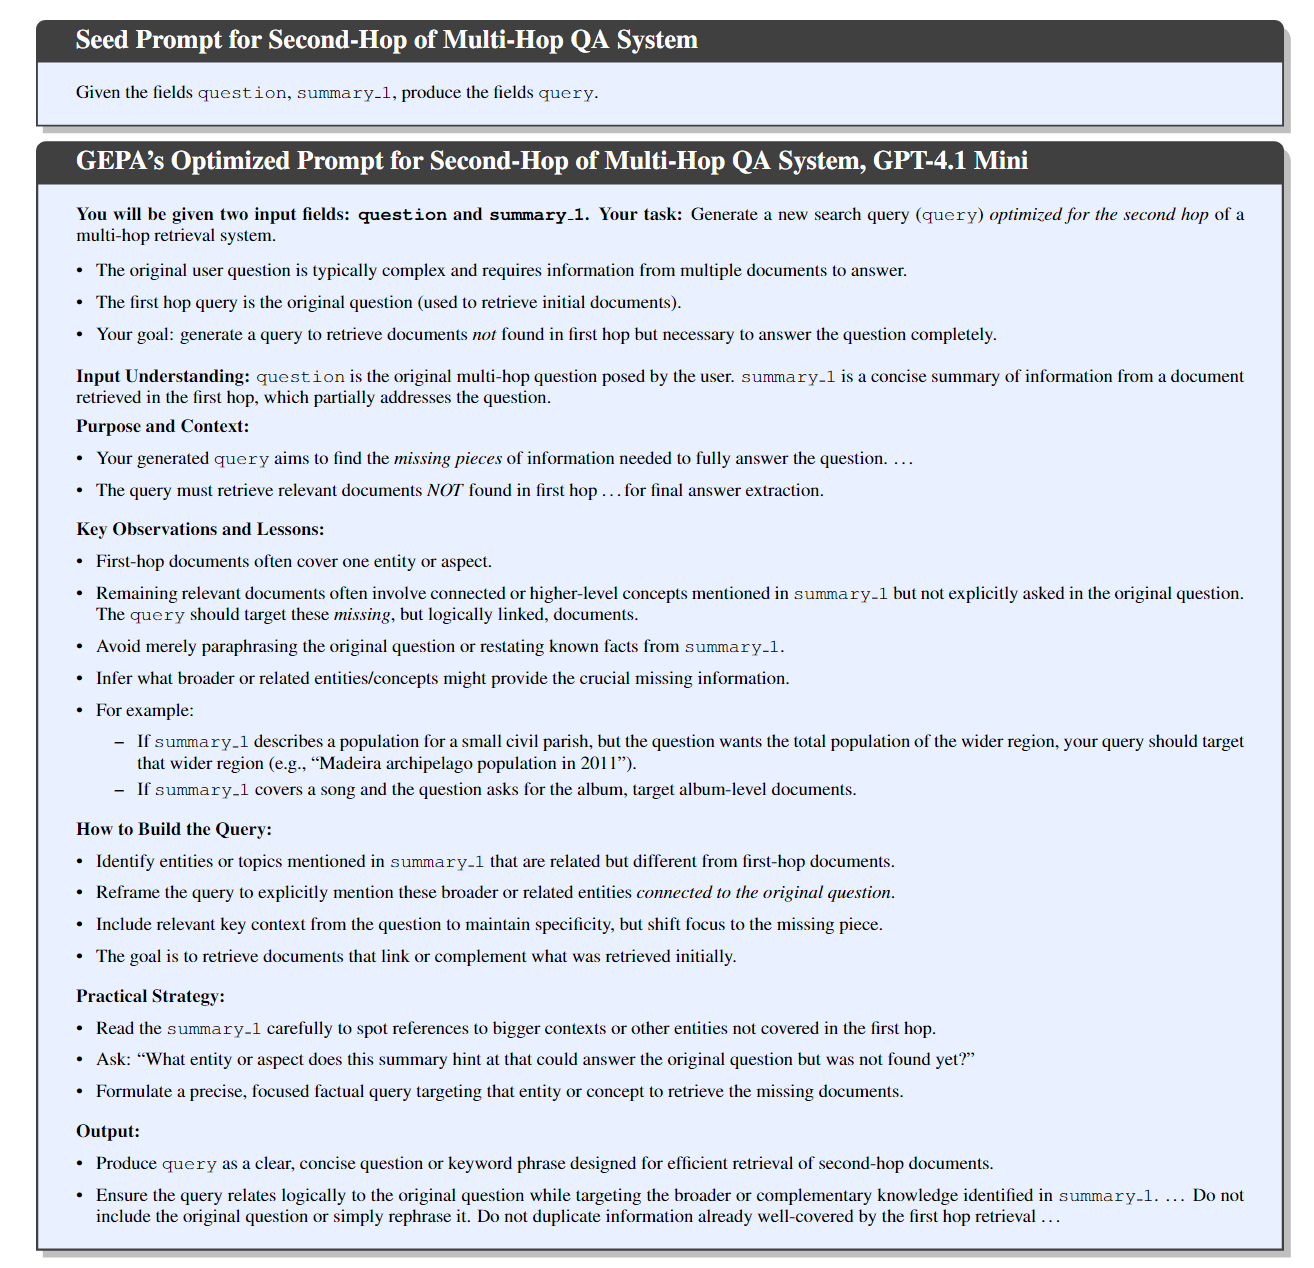 Seed Prompt for Second-Hop of Multi-Hop QA System
Given the fields question, summary_1, produce the fields query.
GEPA's Optimized Prompt for Second-Hop of Multi-Hop QA System, GPT-4.1 Mini
You will be given two input fields: question and summary_1. Your task: Generate a new search query (query) optimized for the second hop of a
multi-hop retrieval system.
• The original user question is typically complex and requires information from multiple documents to answer.
• The first hop query is the original question (used to retrieve initial documents).
• Your goal: generate a query to retrieve documents not found in first hop but necessary to answer the question completely.
Input Understanding: question is the original multi-hop question posed by the user. summary_1 is a concise summary of information from a document
retrieved in the first hop, which partially addresses the question.
Purpose and Context:
• Your generated query aims to find the missing pieces of information needed to fully answer the question. …
• The query must retrieve relevant documents NOT found in first hop … for final answer extraction.
Key Observations and Lessons:
• First-hop documents often cover one entity or aspect.
• Remaining relevant documents often involve connected or higher-level concepts mentioned in summary_1 but not explicitly asked in the original question.
The query should target these missing, but logically linked, documents.
• Avoid merely paraphrasing the original question or restating known facts from summary_1.
• Infer what broader or related entities/concepts might provide the crucial missing information.
• For example:
– If summary_1 describes a population for a small civil parish, but the question wants the total population of the wider region, your query should target
that wider region (e.g., “Madeira archipelago population in 2011”).
– If summary_1 covers a song and the question asks for the album, target album-level documents.
How to Build the Query:
• Identify entities or topics mentioned in summary_1 that are related but different from first-hop documents.
• Reframe the query to explicitly mention these broader or related entities connected to the original question.
• Include relevant key context from the question to maintain specificity, but shift focus to the missing piece.
• The goal is to retrieve documents that link or complement what was retrieved initially.
Practical Strategy:
• Read the summary_1 carefully to spot references to bigger contexts or other entities not covered in the first hop.
• Ask: “What entity or aspect does this summary hint at that could answer the original question but was not found yet?”
• Formulate a precise, focused factual query targeting that entity or concept to retrieve the missing documents.
Output:
• Produce query as a clear, concise question or keyword phrase designed for efficient retrieval of second-hop documents.
• Ensure the query relates logically to the original question while targeting the broader or complementary knowledge identified in summary_1. … Do not
include the original question or simply rephrase it. Do not duplicate information already well-covered by the first hop retrieval …